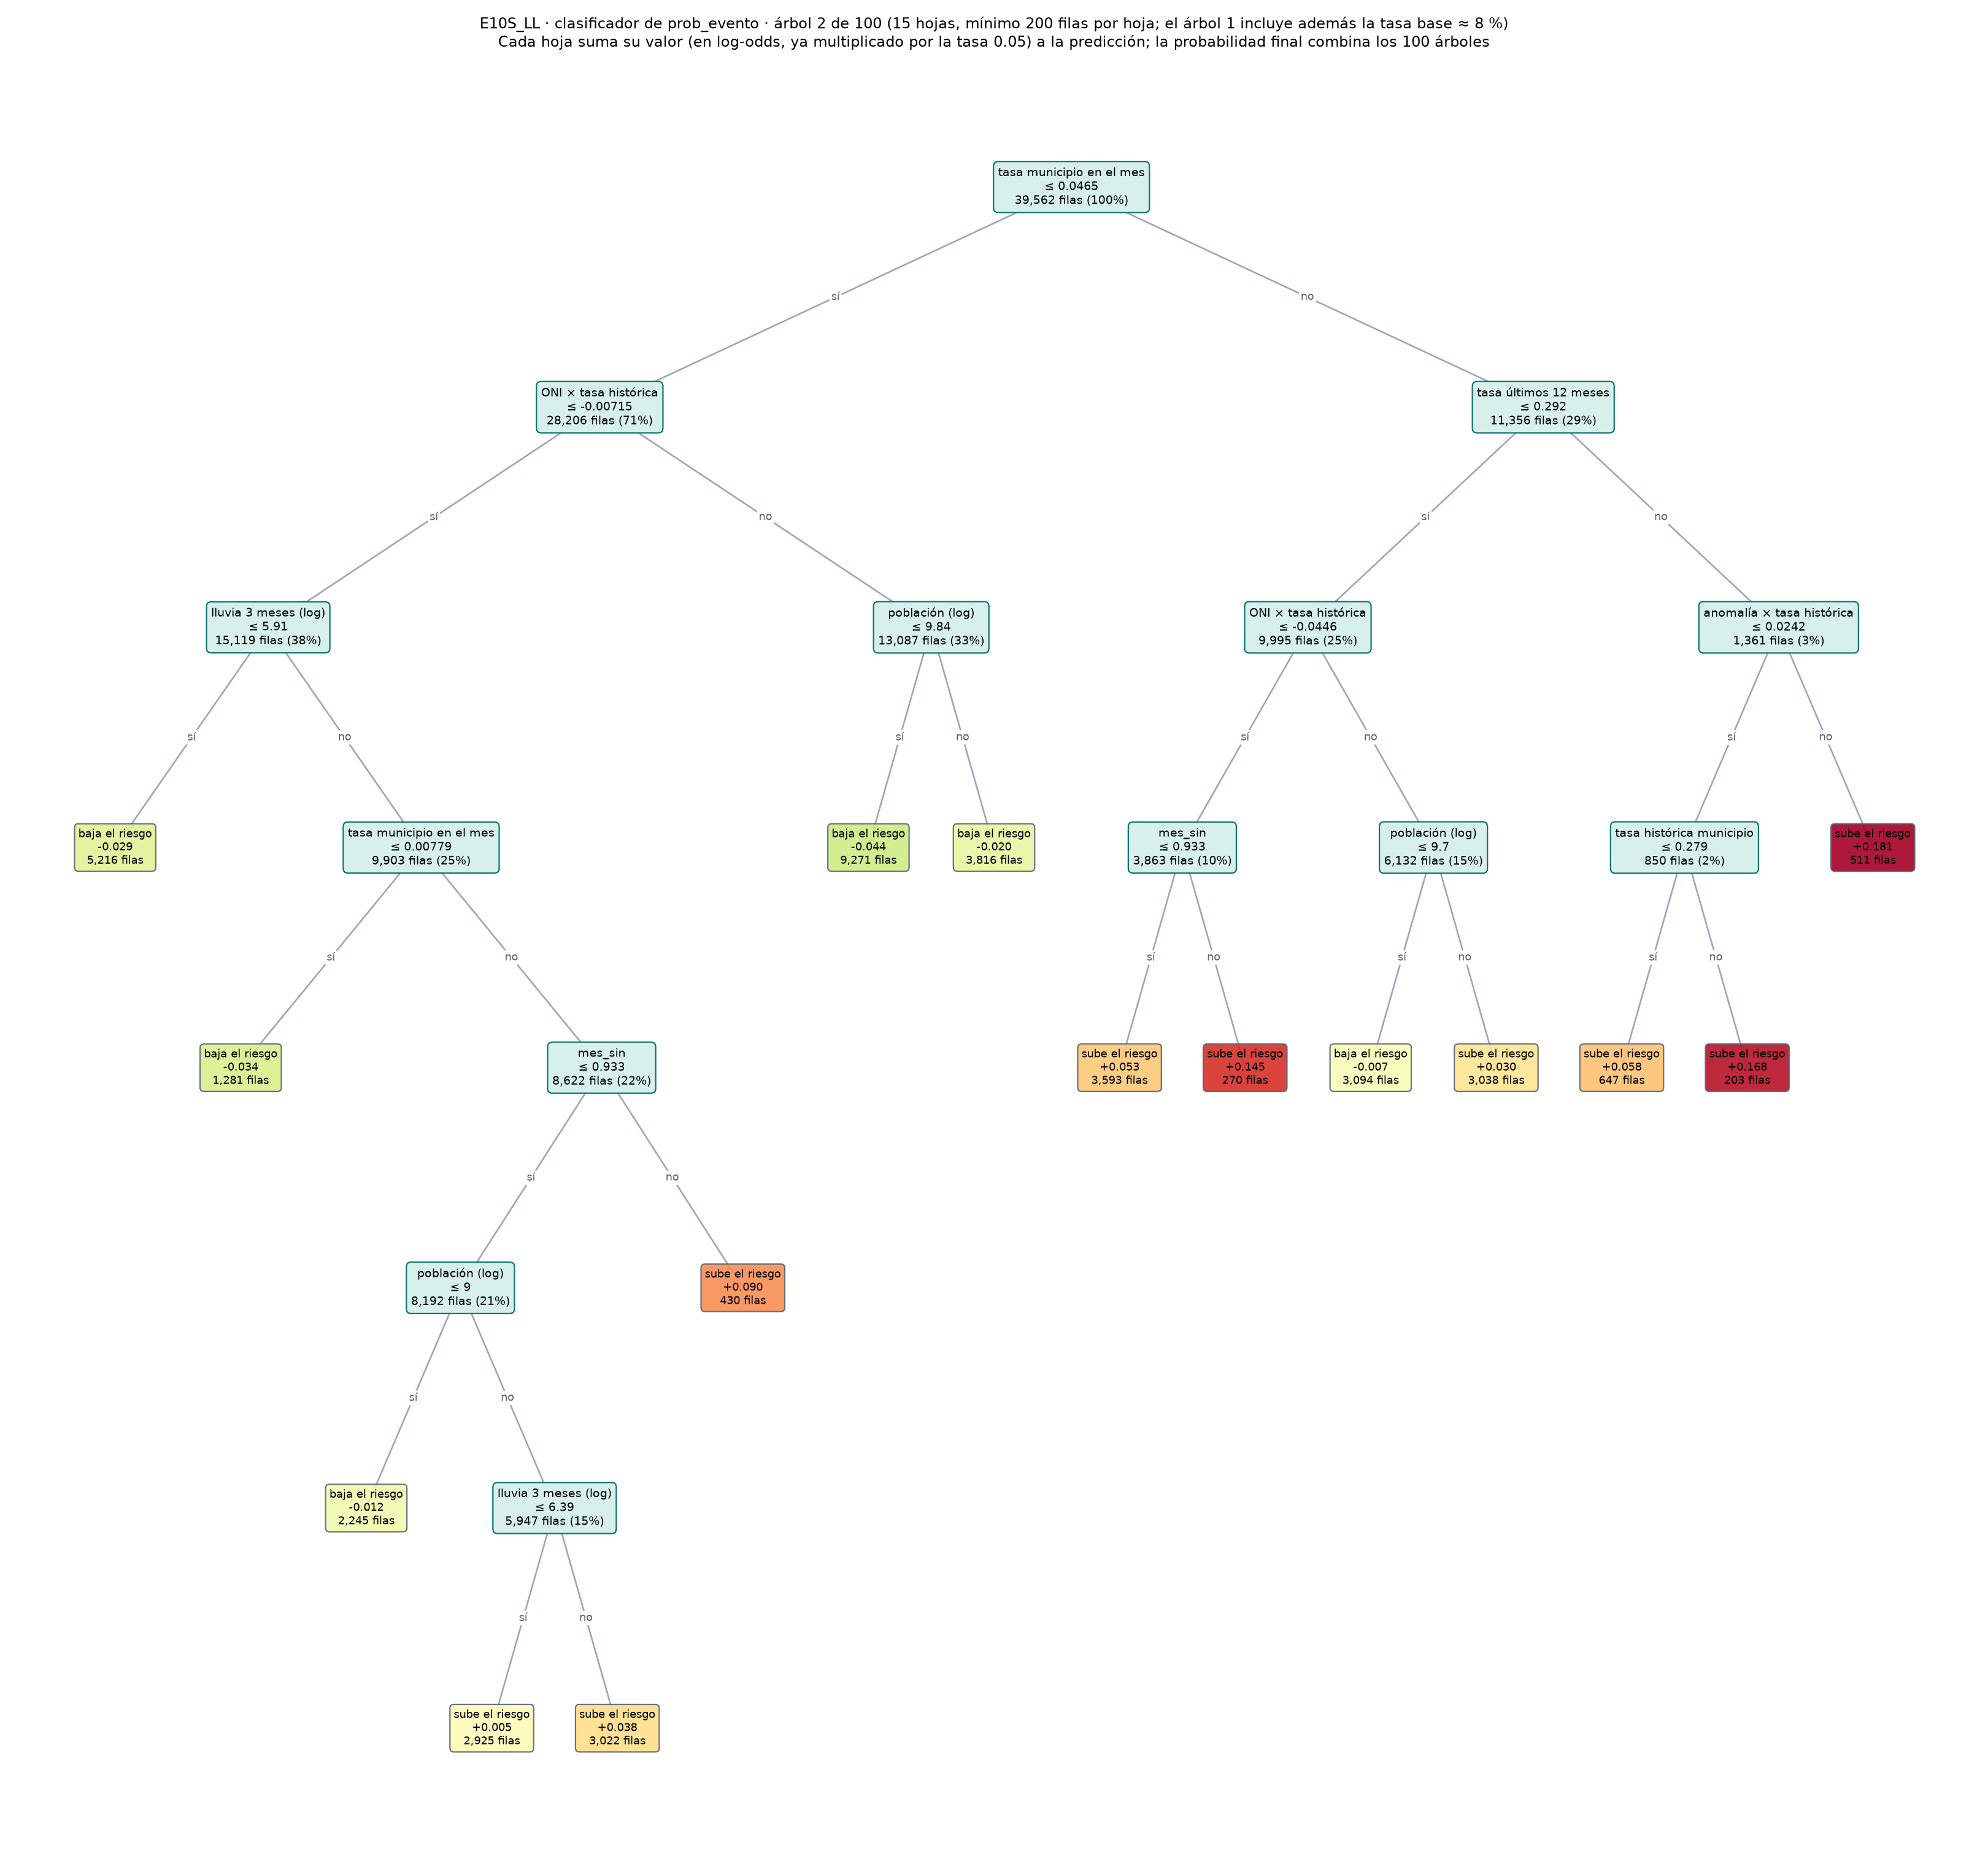 E10S_LL · clasificador de prob_evento · árbol 2 de 100 (15 hojas, mínimo 200 filas por hoja; el árbol 1 incluye además la tasa base ≈ 8 %)
Cada hoja suma su valor (en log-odds, ya multiplicado por la tasa 0.05) a la predicción; la probabilidad final combina los 100 árboles
tasa municipio en el mes
≤ 0.0465
39,562 filas (100%)
sí
no
ONI × tasa histórica
≤ -0.00715
28,206 filas (71%)
tasa últimos 12 meses
≤ 0.292
11,356 filas (29%)
sí
no
sí
no
lluvia 3 meses (log)
≤ 5.91
15,119 filas (38%)
población (log)
≤ 9.84
13,087 filas (33%)
ONI × tasa histórica
≤ -0.0446
9,995 filas (25%)
anomalía × tasa histórica
≤ 0.0242
1,361 filas (3%)
sí
no
sí
no
sí
no
sí
no
baja el riesgo
-0.029
5,216 filas
tasa municipio en el mes
≤ 0.00779
9,903 filas (25%)
baja el riesgo
-0.044
9,271 filas
baja el riesgo
-0.020
3,816 filas
mes_sin
≤ 0.933
3,863 filas (10%)
población (log)
≤ 9.7
6,132 filas (15%)
tasa histórica municipio
≤ 0.279
850 filas (2%)
sube el riesgo
+0.181
511 filas
sí
no
sí
no
sí
no
sí
no
baja el riesgo
-0.034
1,281 filas
mes_sin
≤ 0.933
8,622 filas (22%)
sube el riesgo
+0.053
3,593 filas
sube el riesgo
+0.145
270 filas
baja el riesgo
-0.007
3,094 filas
sube el riesgo
+0.030
3,038 filas
sube el riesgo
+0.058
647 filas
sube el riesgo
+0.168
203 filas
sí
no
población (log)
≤ 9
8,192 filas (21%)
sube el riesgo
+0.090
430 filas
sí
no
baja el riesgo
-0.012
2,245 filas
lluvia 3 meses (log)
≤ 6.39
5,947 filas (15%)
sí
no
sube el riesgo
+0.005
2,925 filas
sube el riesgo
+0.038
3,022 filas